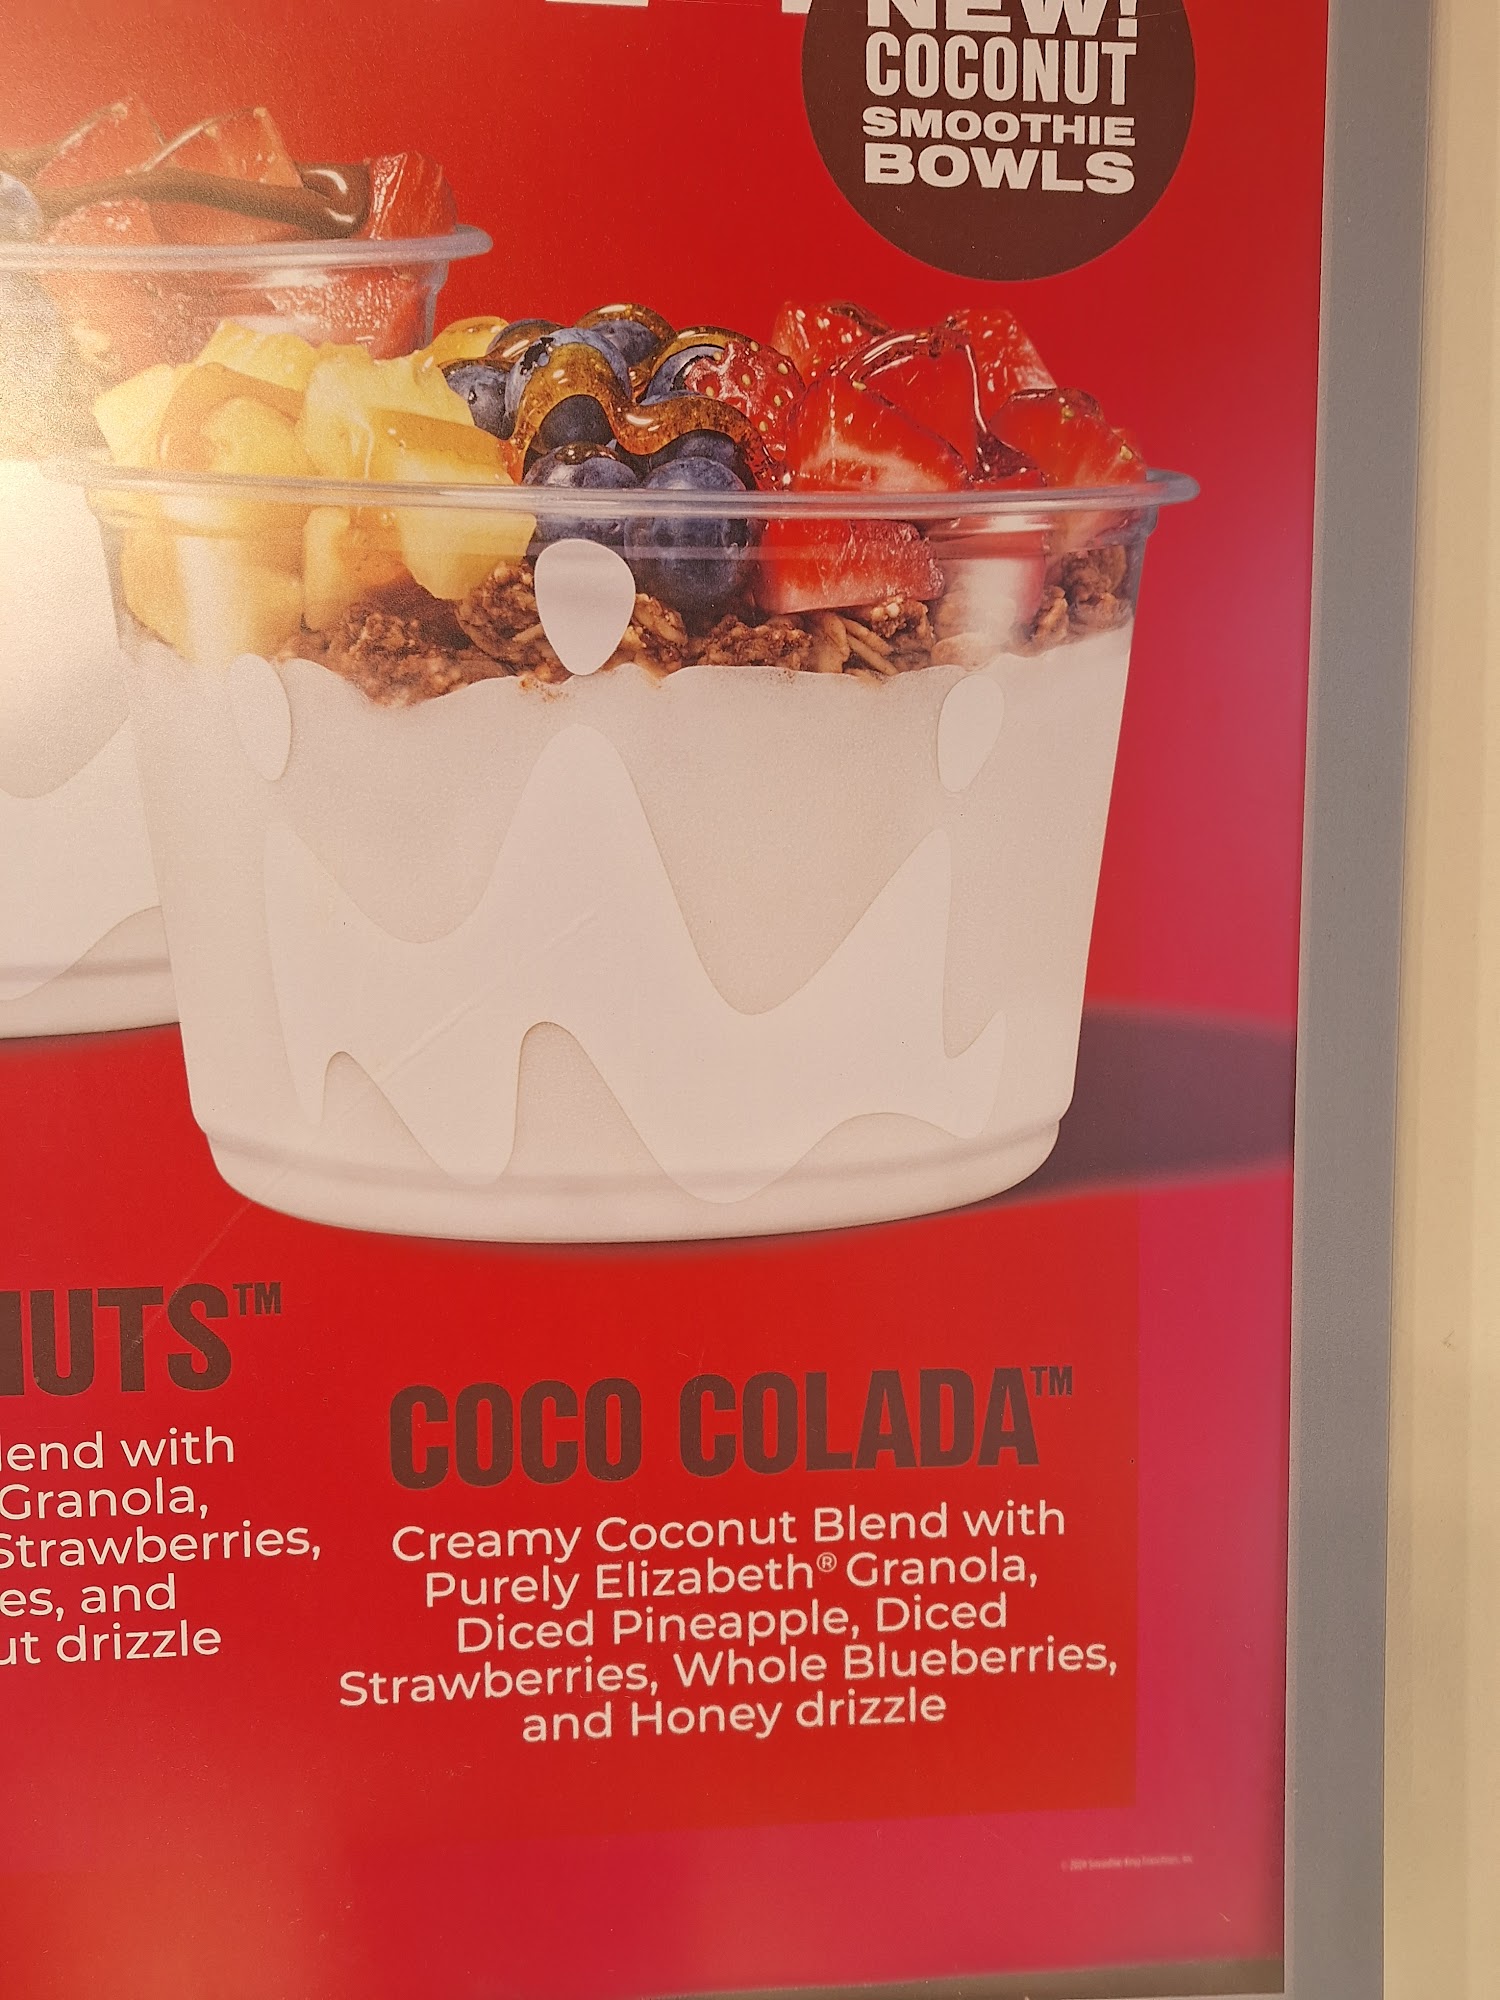 NEW!
COCONUT
SMOOTHIE
BOWLS
UTS™
lend with
Granola,
Strawberries,
es, and
ut drizzle
COCO COLADA™
Creamy Coconut Blend with
Purely Elizabeth® Granola,
Diced Pineapple, Diced
Strawberries, Whole Blueberries,
and Honey drizzle